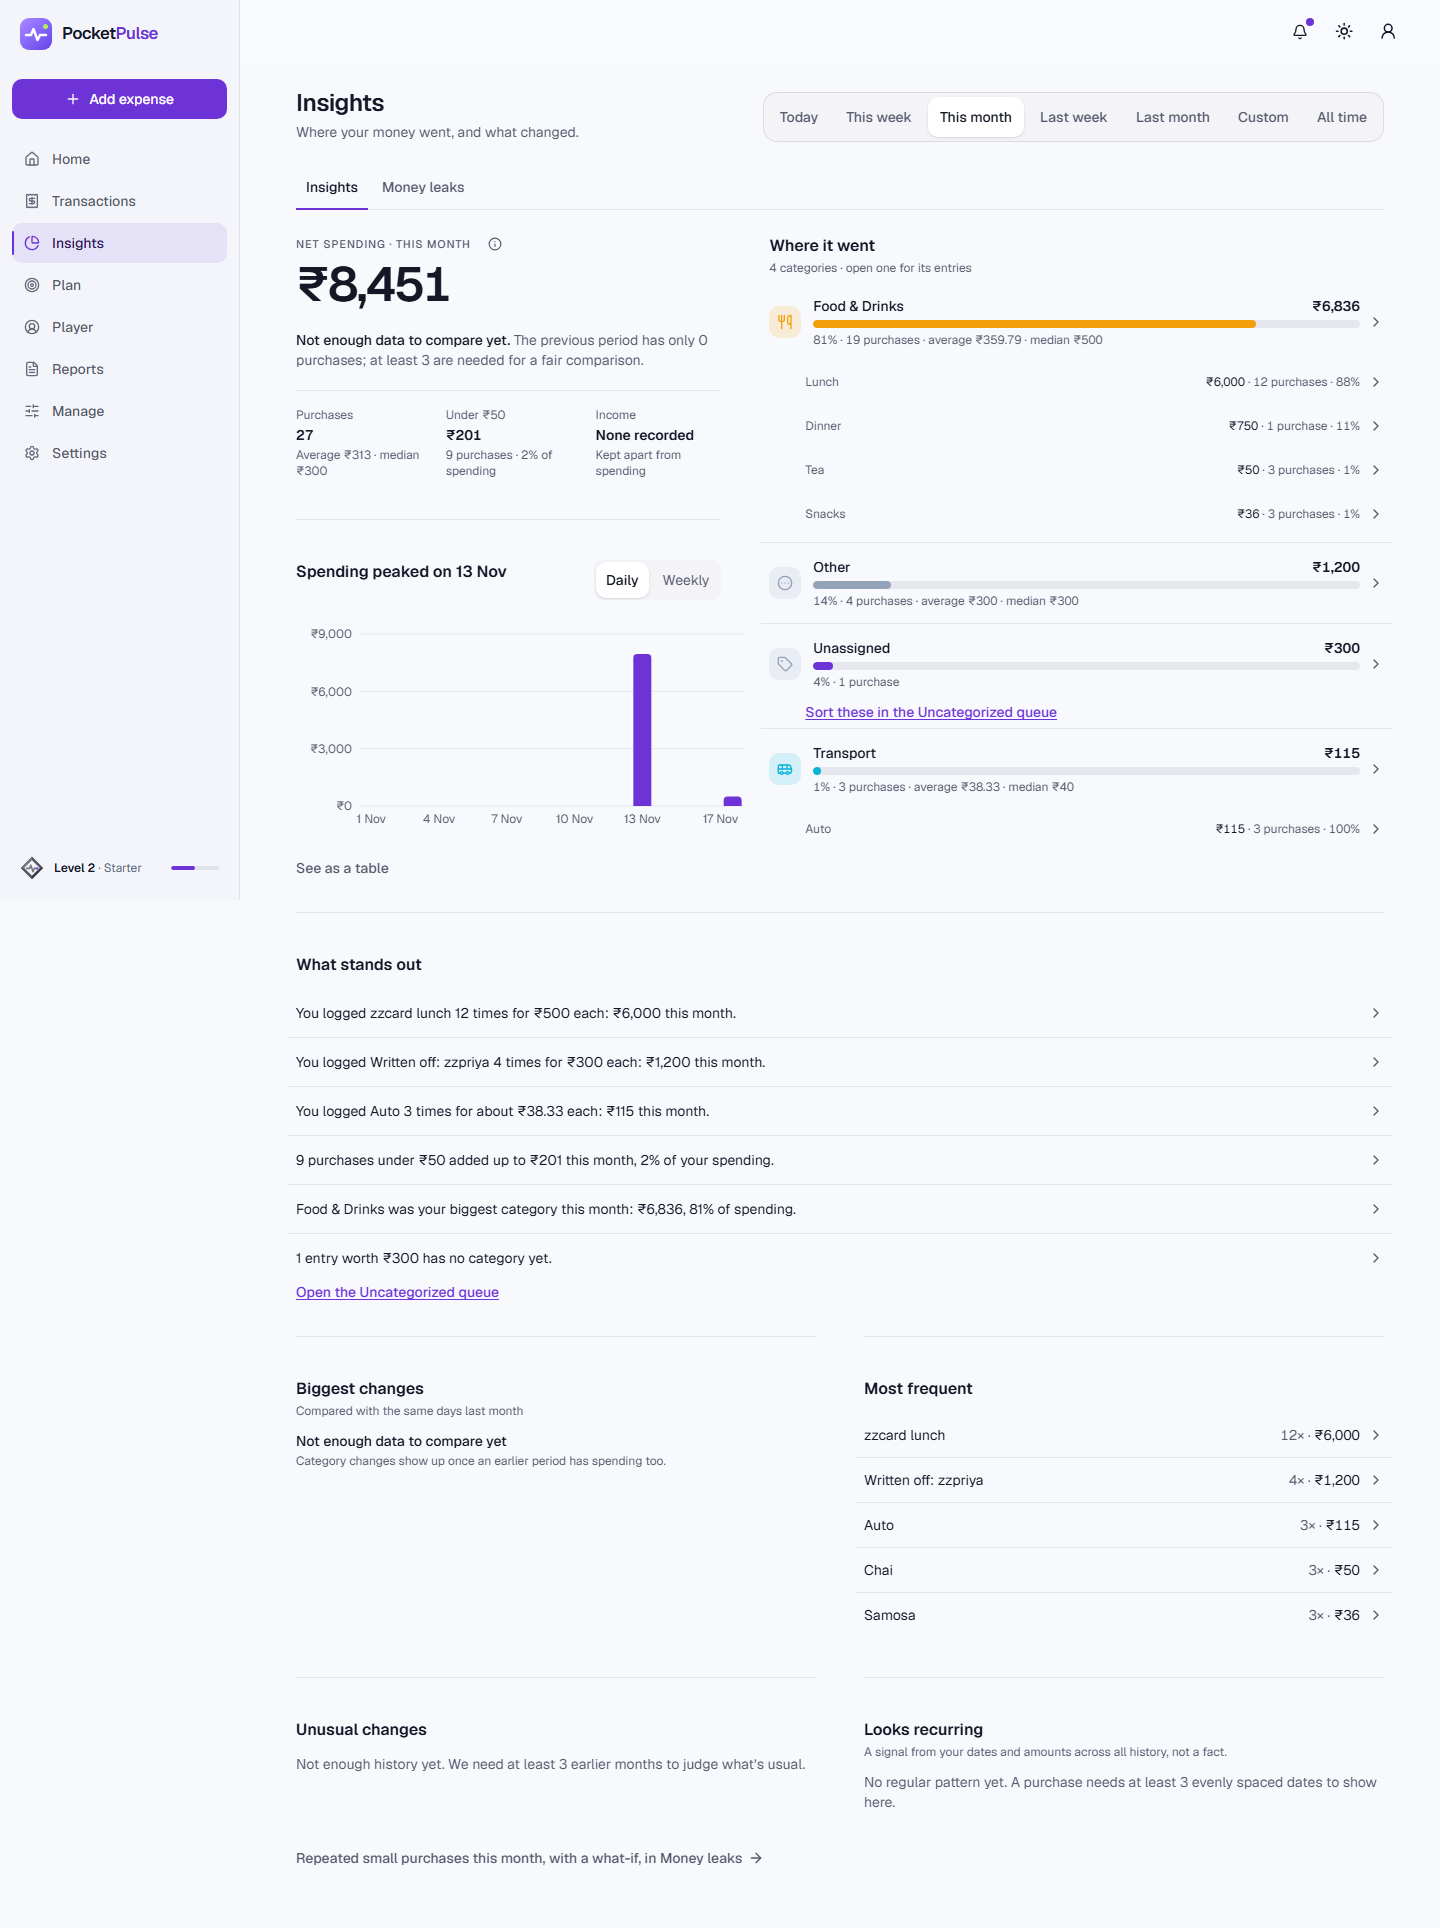 PocketPulse
Add expense
Home
Transactions
Insights
Plan
Player
Reports
Manage
Settings
Level 2 · Starter
Insights
Where your money went, and what changed.
Today
This week
This month
Last week
Last month
Custom
All time
Insights
Money leaks
NET SPENDING · THIS MONTH
₹8,451
Not enough data to compare yet. The previous period has only 0
purchases; at least 3 are needed for a fair comparison.
Purchases
27
Average ₹313 · median
₹300
Under ₹50
₹201
9 purchases · 2% of
spending
Income
None recorded
Kept apart from
spending
Spending peaked on 13 Nov
Daily
Weekly
₹9,000
₹6,000
₹3,000
₹0
1 Nov
4 Nov
7 Nov
10 Nov
13 Nov
17 Nov
See as a table
Where it went
4 categories · open one for its entries
Food & Drinks
₹6,836
81% · 19 purchases · average ₹359.79 · median ₹500
Lunch
₹6,000 · 12 purchases · 88%
Dinner
₹750 · 1 purchase · 11%
Tea
₹50 · 3 purchases · 1%
Snacks
₹36 · 3 purchases · 1%
Other
₹1,200
14% · 4 purchases · average ₹300 · median ₹300
Unassigned
₹300
4% · 1 purchase
Sort these in the Uncategorized queue
Transport
₹115
1% · 3 purchases · average ₹38.33 · median ₹40
Auto
₹115 · 3 purchases · 100%
What stands out
You logged zzcard lunch 12 times for ₹500 each: ₹6,000 this month.
You logged Written off: zzpriya 4 times for ₹300 each: ₹1,200 this month.
You logged Auto 3 times for about ₹38.33 each: ₹115 this month.
9 purchases under ₹50 added up to ₹201 this month, 2% of your spending.
Food & Drinks was your biggest category this month: ₹6,836, 81% of spending.
1 entry worth ₹300 has no category yet.
Open the Uncategorized queue
Biggest changes
Compared with the same days last month
Not enough data to compare yet
Category changes show up once an earlier period has spending too.
Most frequent
zzcard lunch
12× · ₹6,000
Written off: zzpriya
4× · ₹1,200
Auto
3× · ₹115
Chai
3× · ₹50
Samosa
3× · ₹36
Unusual changes
Not enough history yet. We need at least 3 earlier months to judge what's usual.
Looks recurring
A signal from your dates and amounts across all history, not a fact.
No regular pattern yet. A purchase needs at least 3 evenly spaced dates to show
here.
Repeated small purchases this month, with a what-if, in Money leaks →